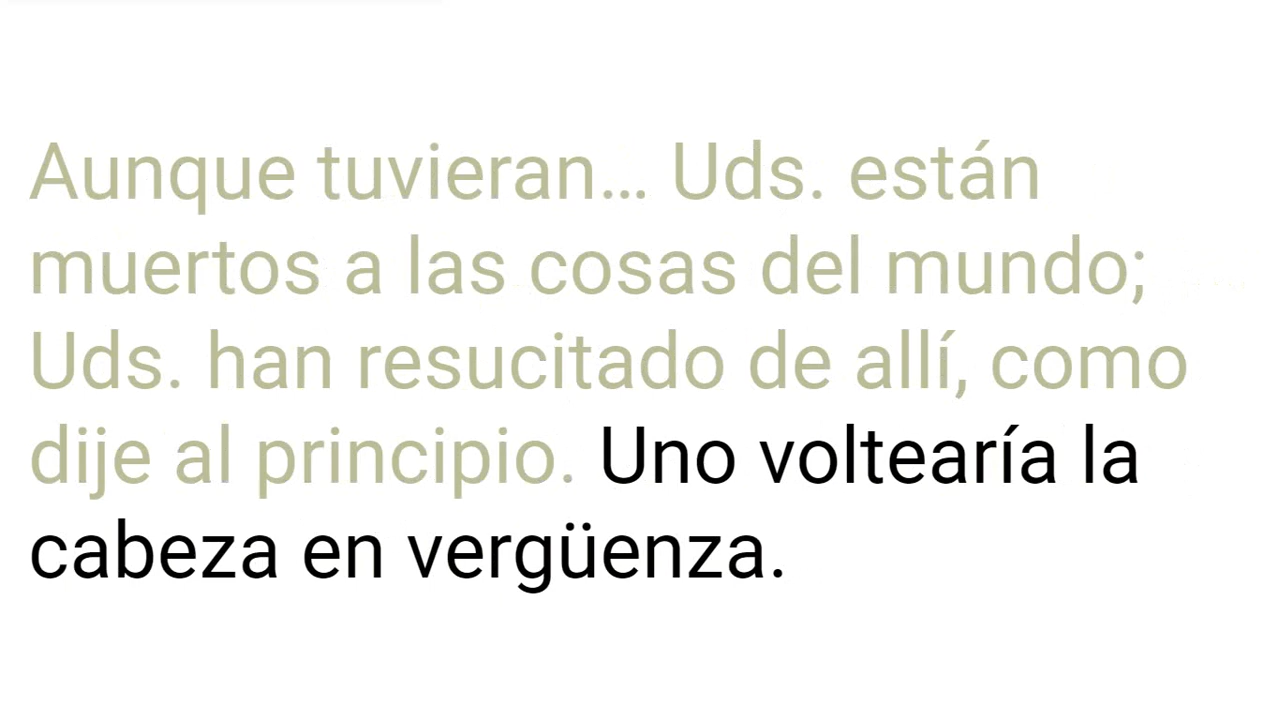 Aunque tuvieran... Uds. están
muertos a las cosas del mundo;
Uds. han resucitado de allí, como
dije al principio. Uno voltearía la
cabeza en vergüenza.